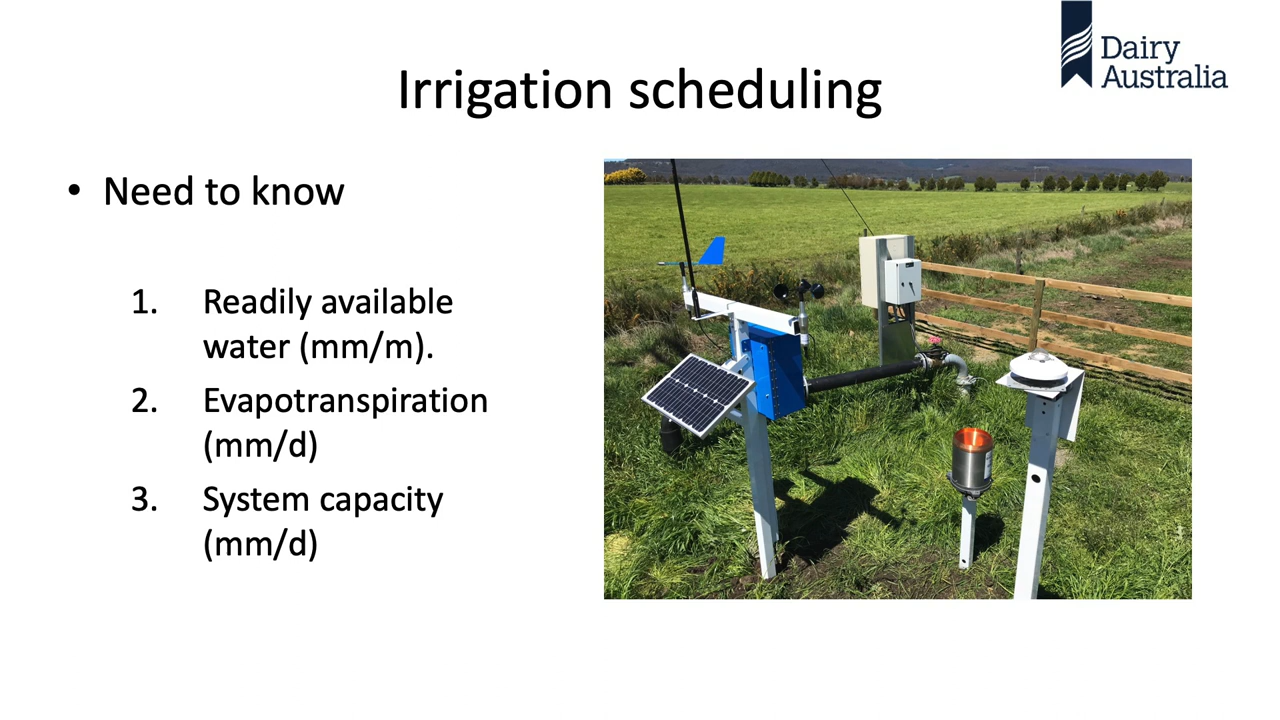 Dairy
Australia
Irrigation scheduling
• Need to know
1. Readily available
water (mm/m).
2. Evapotranspiration
(mm/d)
3. System capacity
(mm/d)